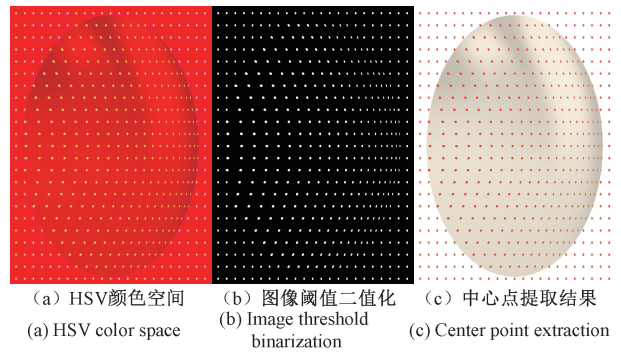 （a）HSV颜色空间
（b）图像阈值二值化
（c）中心点提取结果
(a) HSV color space
(b) Image threshold
binarization
(c) Center point extraction